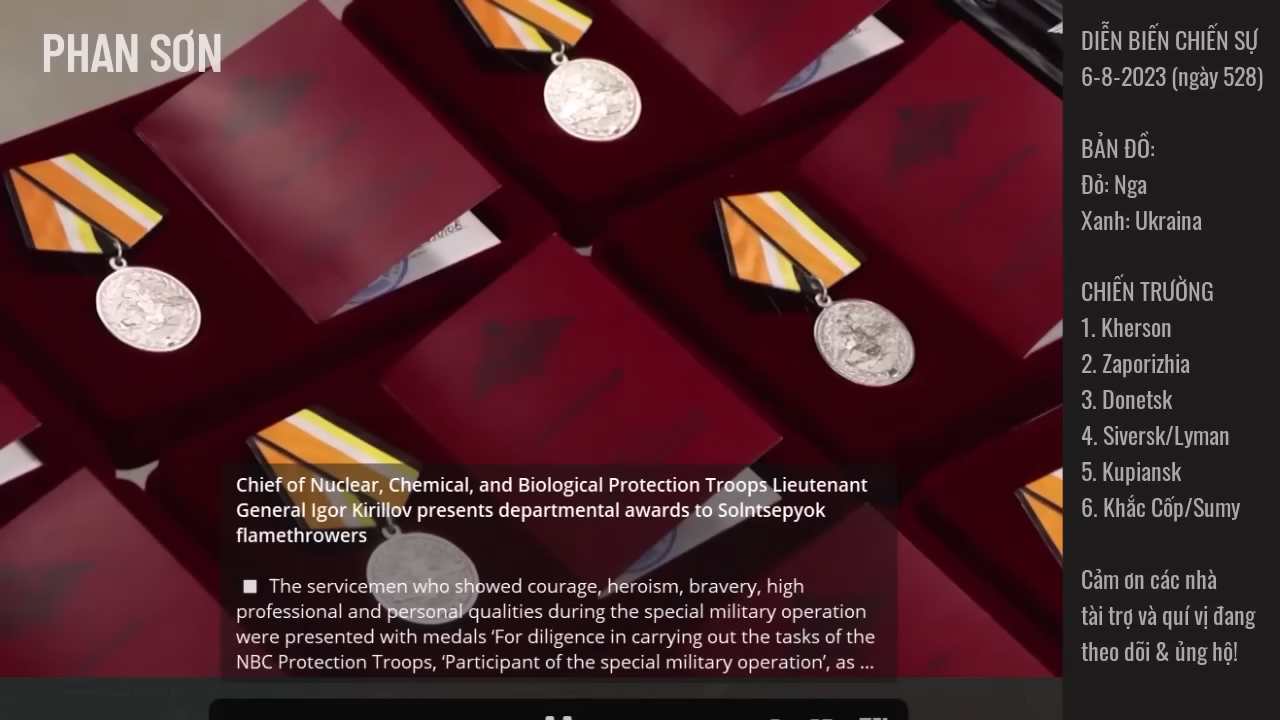 PHAN SƠN
Chief of Nuclear, Chemical, and Biological Protection Troops Lieutenant
General Igor Kirillov presents departmental awards to Solntsepyok
flamethrowers
■ The servicemen who showed courage, heroism, bravery, high
professional and personal qualities during the special military operation
were presented with medals ‘For diligence in carrying out the tasks of the
NBC Protection Troops, ‘Participant of the special military operation’, as ...
DIỄN BIẾN CHIẾN SỰ
6-8-2023 (ngày 528)
BẢN ĐỒ:
Đỏ: Nga
Xanh: Ukraina
CHIẾN TRƯỜNG
1. Kherson
2. Zaporizhia
3. Donetsk
4. Siversk/Lyman
5. Kupiansk
6. Khắc Cốp/Sumy
Cảm ơn các nhà
tài trợ và quí vị đang
theo dõi & ủng hộ!